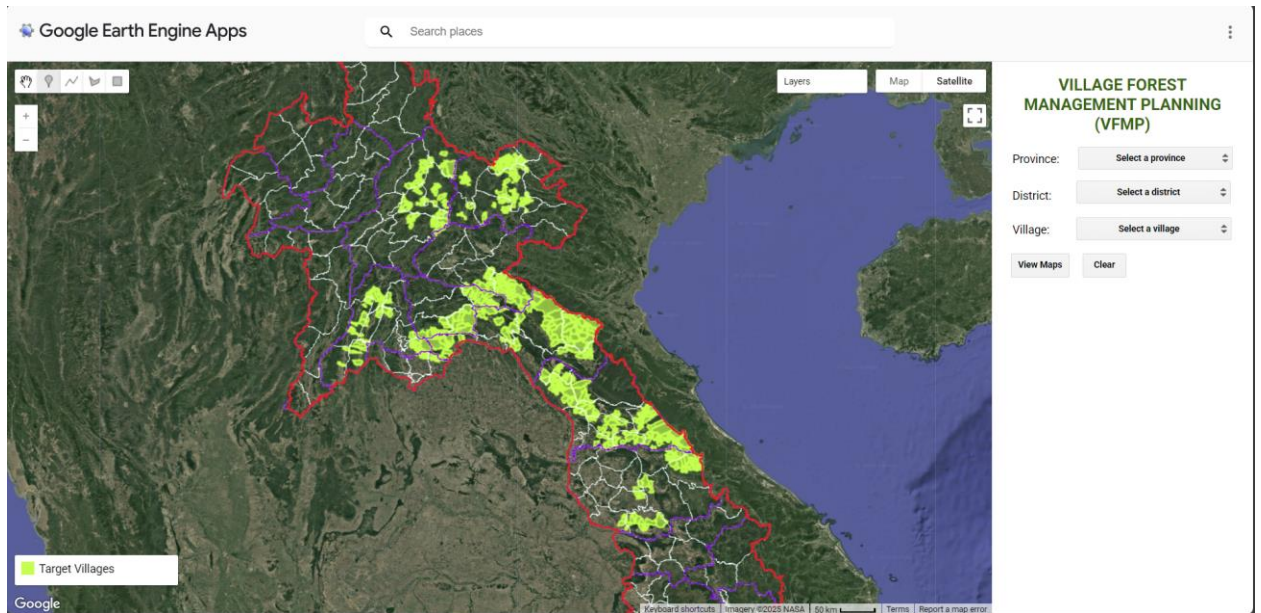 Google Earth Engine Apps
Search places
Layers
Map Satellite
VILLAGE FOREST
MANAGEMENT PLANNING
(VFMP)
Province: Select a province
District: Select a district
Village: Select a village
View Maps Clear
Target Villages
Google
Keyboard shortcuts Imagery ©2025 NASA 50 km Terms Report a map error